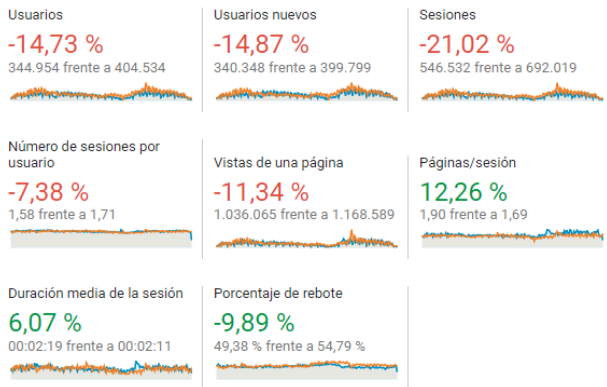 Usuarios
-14,73 %
344.954 frente a 404.534
Usuarios nuevos
-14,87 %
340.348 frente a 399.799
Sesiones
-21,02 %
546.532 frente a 692.019
Número de sesiones por
usuario
-7,38 %
1,58 frente a 1,71
Vistas de una página
-11,34 %
1.036.065 frente a 1.168.589
Páginas/sesión
12,26 %
1,90 frente a 1,69
Duración media de la sesión
6,07 %
00:02:19 frente a 00:02:11
Porcentaje de rebote
-9,89 %
49,38 % frente a 54,79 %